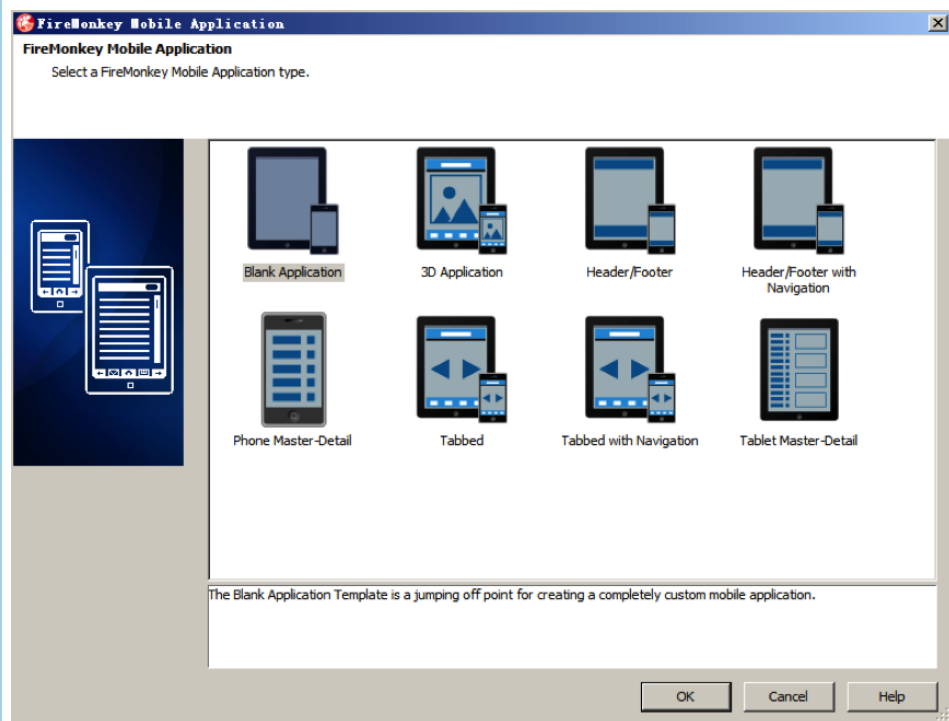 FireMonkey Mobile Application
FireMonkey Mobile Application
Select a FireMonkey Mobile Application type.
Blank Application
3D Application
Header/Footer
Header/Footer with
Navigation
Phone Master-Detail
Tabbed
Tabbed with Navigation
Tablet Master-Detail
The Blank Application Template is a jumping off point for creating a completely custom mobile application.
OK
Cancel
Help